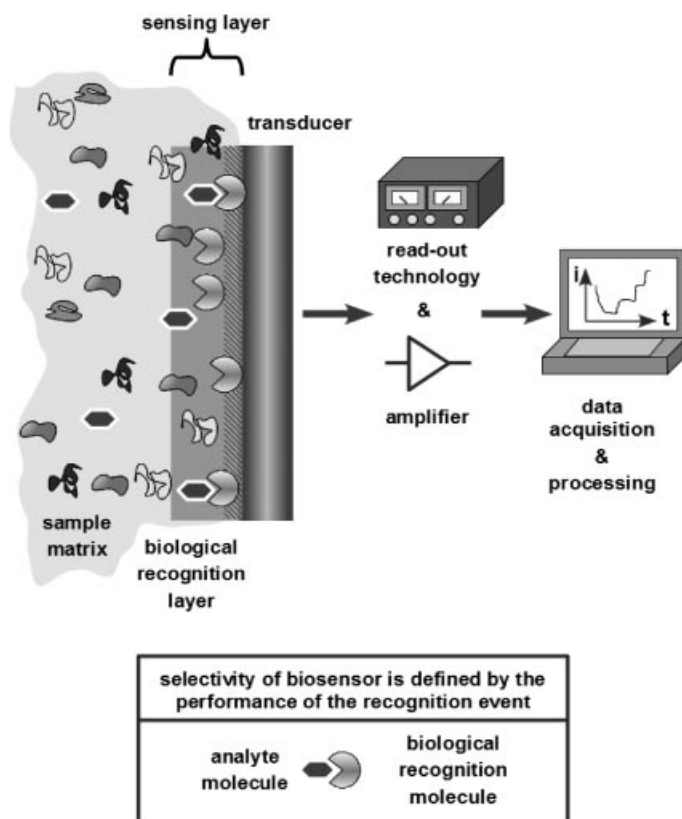 sensing layer
transducer
read-out
technology
&
amplifier
i
t
data
acquisition
&
processing
sample
matrix
biological
recognition
layer
selectivity of biosensor is defined by the
performance of the recognition event
analyte
molecule
biological
recognition
molecule